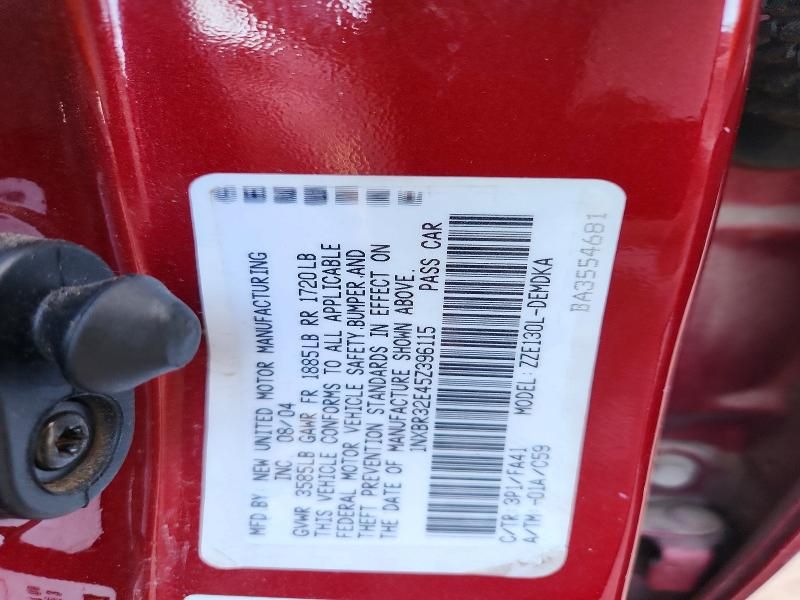 MFD BY NEW UNITED MOTOR MANUFACTURING
INC 08/04
GVWR 3585LB GAWR FR 1885LB RR 1720LB
THIS VEHICLE CONFORMS TO ALL APPLICABLE
FEDERAL MOTOR VEHICLE SAFETY,BUMPER AND
THEFT PREVENTION STANDARDS IN EFFECT ON
THE DATE OF MANUFACTURE SHOWN ABOVE.
1NXBR32E45Z396115 PASS CAR
C/TR 3P1/FA41 MODEL: ZZE130L-DEMDKA
A/TM -01A/C59
BA3554681